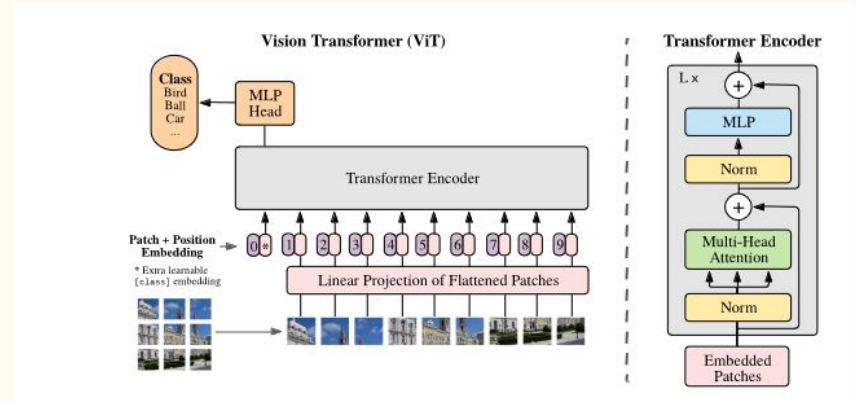 Vision Transformer (ViT)
Class
Bird
Ball
Car
...
MLP
Head
Transformer Encoder
Patch + Position
Embedding
* Extra learnable
[class] embedding
0 * 1 2 3 4 5 6 7 8 9
Linear Projection of Flattened Patches
Transformer Encoder
L x
+
MLP
Norm
+
Multi-Head
Attention
Norm
Embedded
Patches